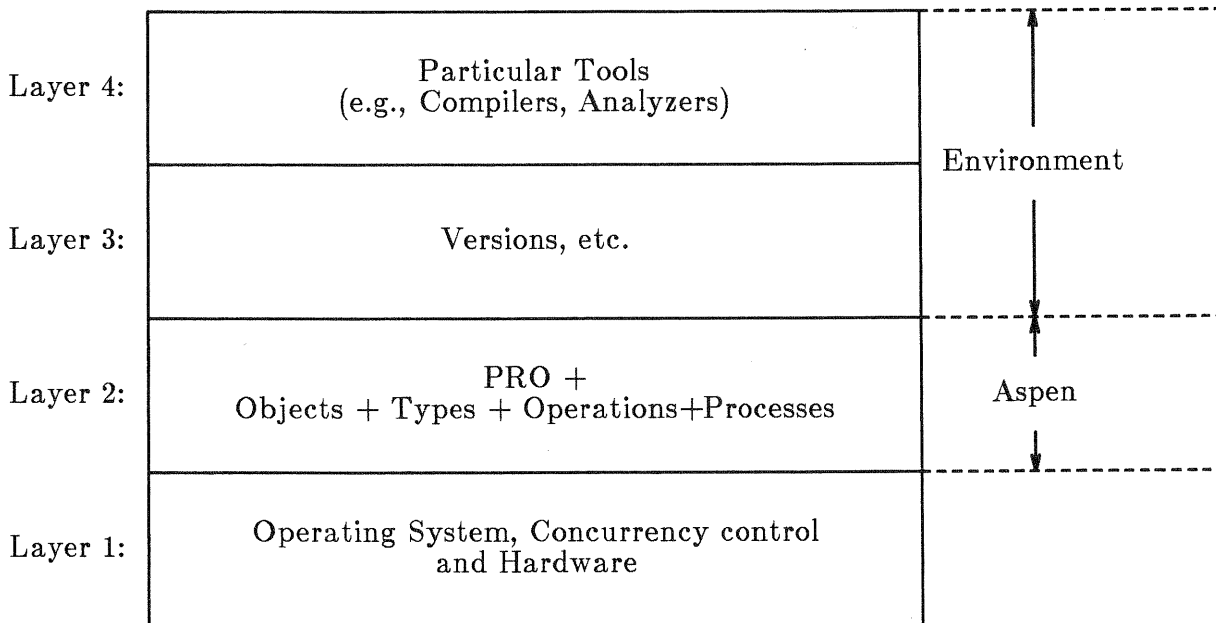 Layer 4:
Particular Tools
(e.g., Compilers, Analyzers)
Environment
Layer 3:
Versions, etc.
Layer 2:
PRO +
Objects + Types + Operations+Processes
Aspen
Layer 1:
Operating System, Concurrency control
and Hardware